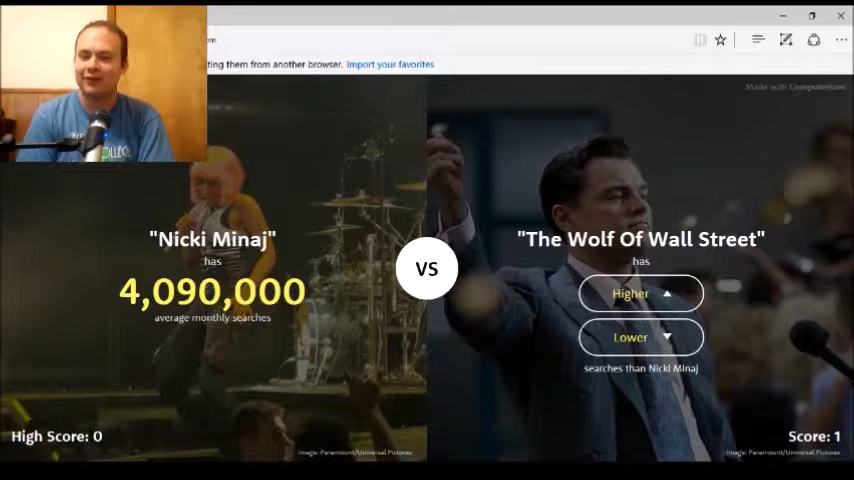 ting them from another browser. Import your favorites
Made with Computerlove
"Nicki Minaj"
has
4,090,000
average monthly searches
VS
"The Wolf Of Wall Street"
has
Higher
Lower
searches than Nicki Minaj
High Score: 0
Score: 1
Image: Paramount/Universal Pictures
Image: Paramount/Universal Pictures